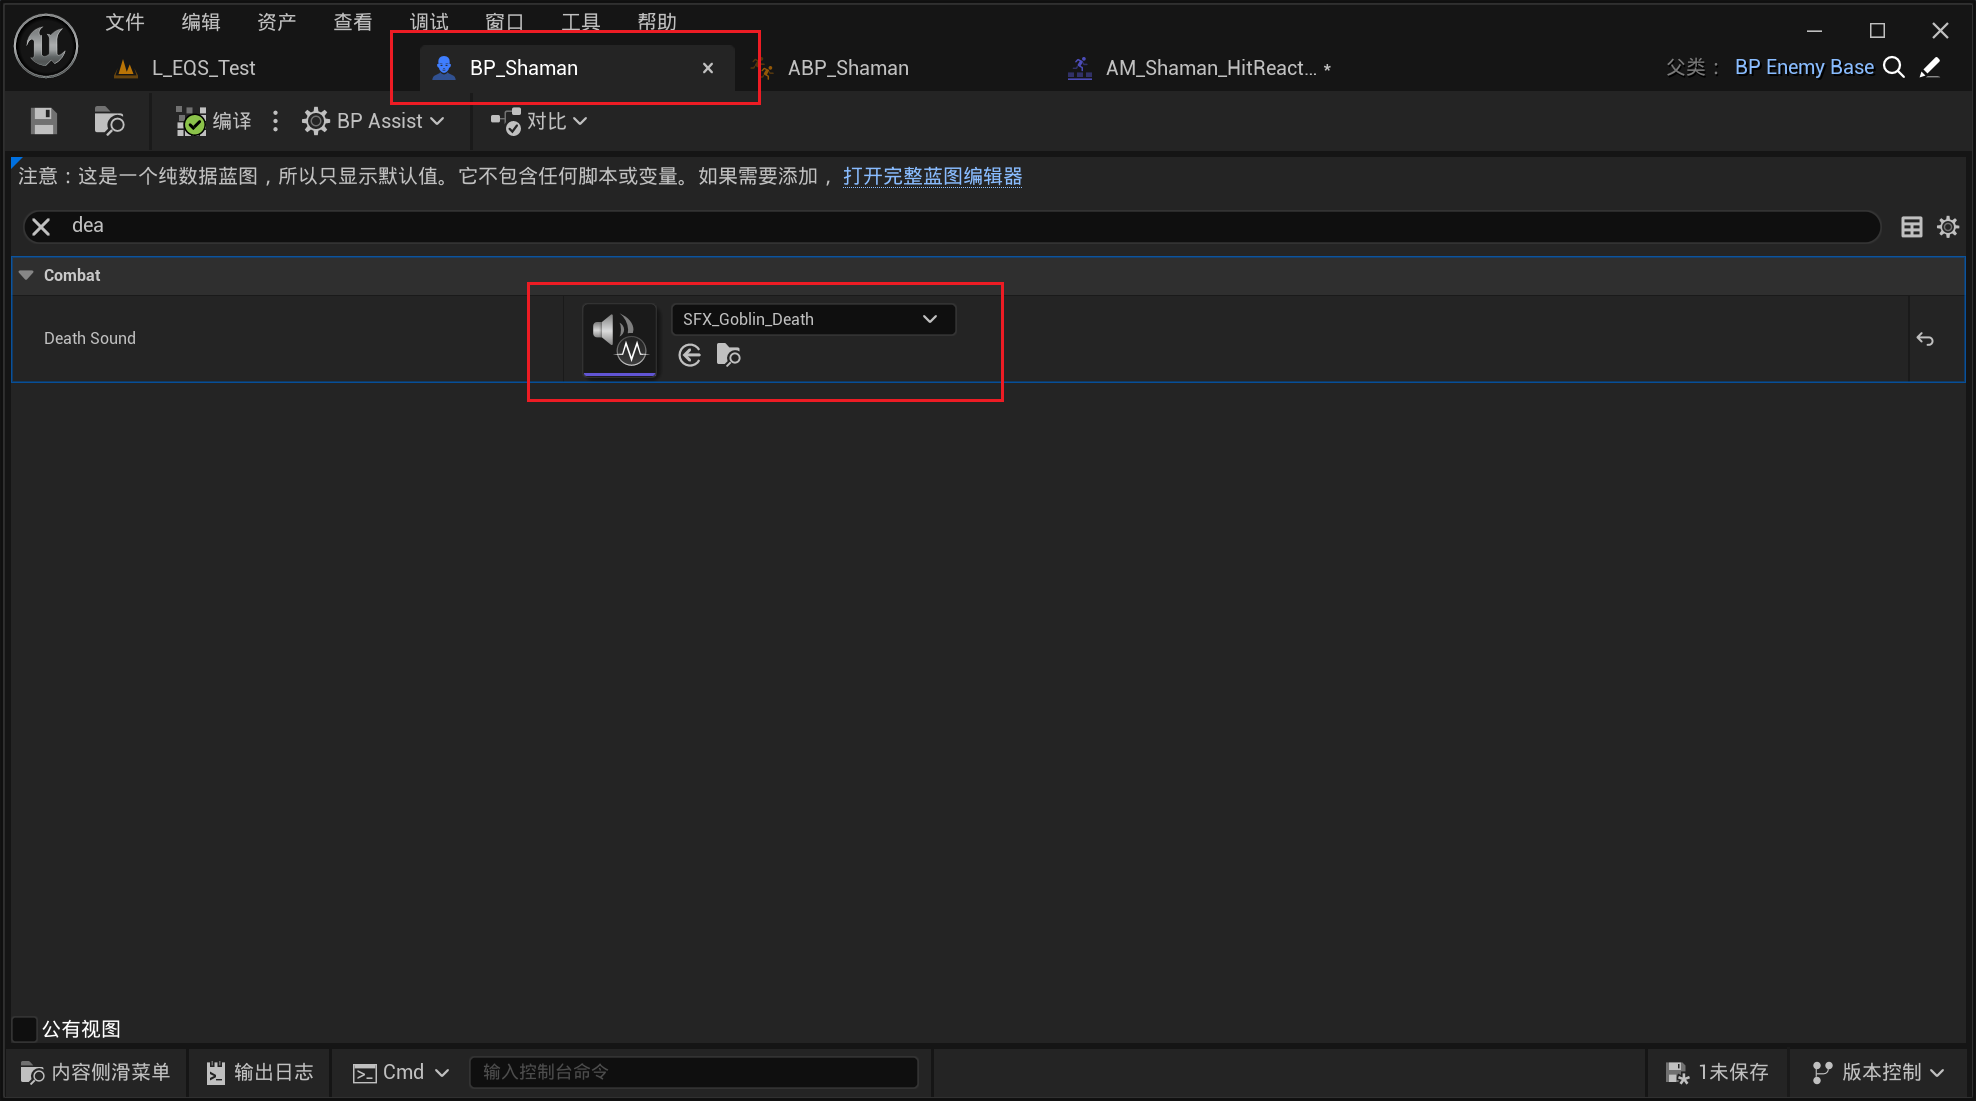 文件 编辑 资产 查看 调试 窗口 工具 帮助
L_EQS_Test BP_Shaman ABP_Shaman AM_Shaman_HitReact... * 父类： BP Enemy Base
编译 BP Assist 对比
注意：这是一个纯数据蓝图，所以只显示默认值。它不包含任何脚本或变量。如果需要添加， 打开完整蓝图编辑器
dea
Combat
SFX_Goblin_Death
Death Sound
公有视图
内容侧滑菜单 输出日志 Cmd 输入控制台命令 1未保存 版本控制